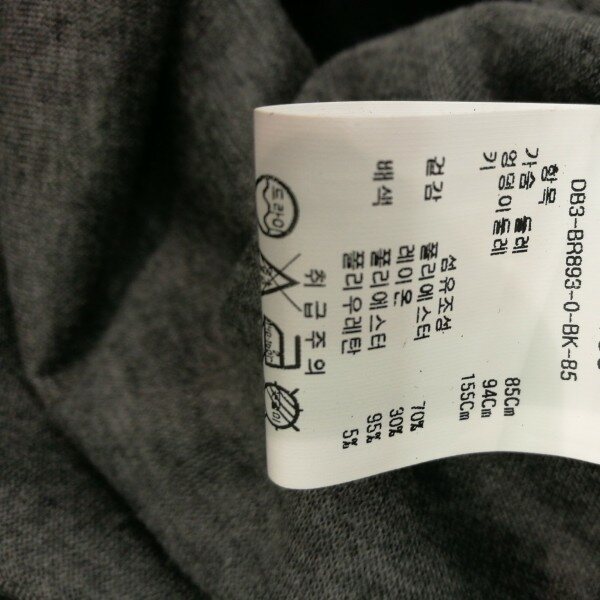 DB3-BR893-0-BK-85
항목
가슴 둘레 85Cm
엉덩이둘레 94Cm
키 155Cm
섬유조성
겉감 폴리에스터 70%
레이온 30%
배색 폴리에스터 95%
폴리우레탄 5%
취급주의
드라이